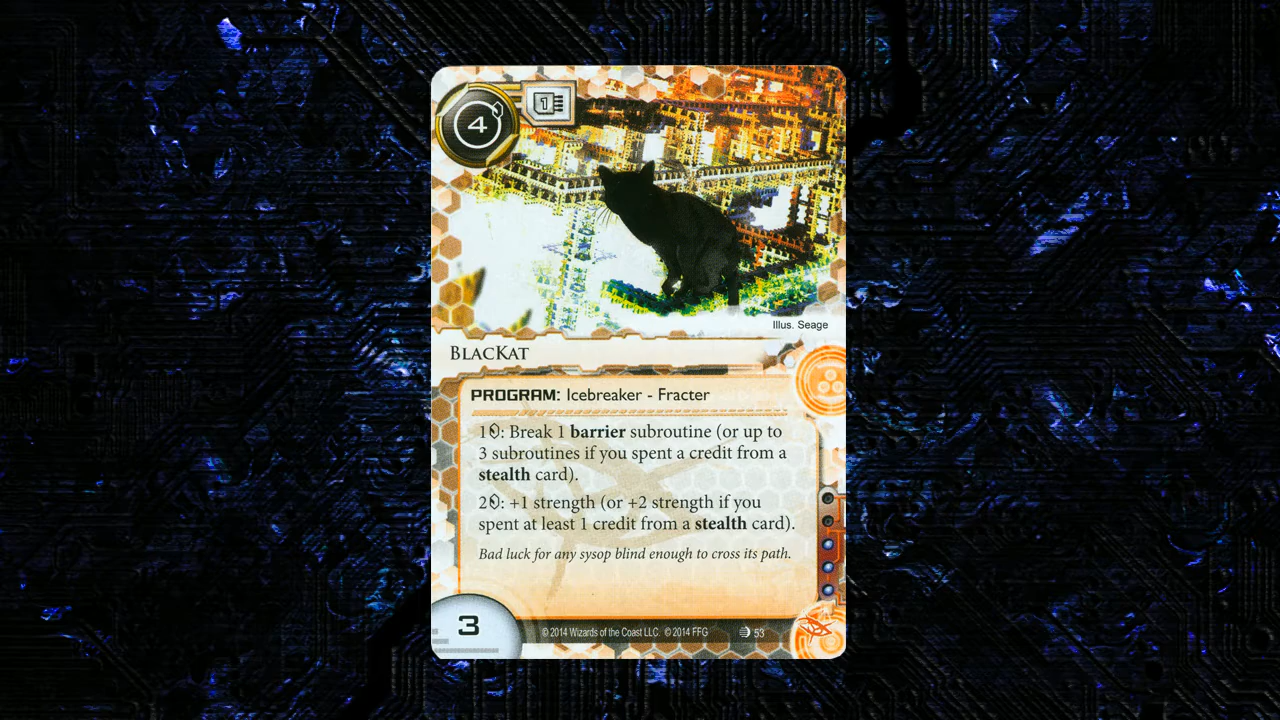 4
1
Illus. Seage
BlacKat
PROGRAM: Icebreaker - Fracter
1: Break 1 barrier subroutine (or up to
3 subroutines if you spent a credit from a
stealth card).
2: +1 strength (or +2 strength if you
spent at least 1 credit from a stealth card).
Bad luck for any sysop blind enough to cross its path.
3
© 2014 Wizards of the Coast LLC. © 2014 FFG
53